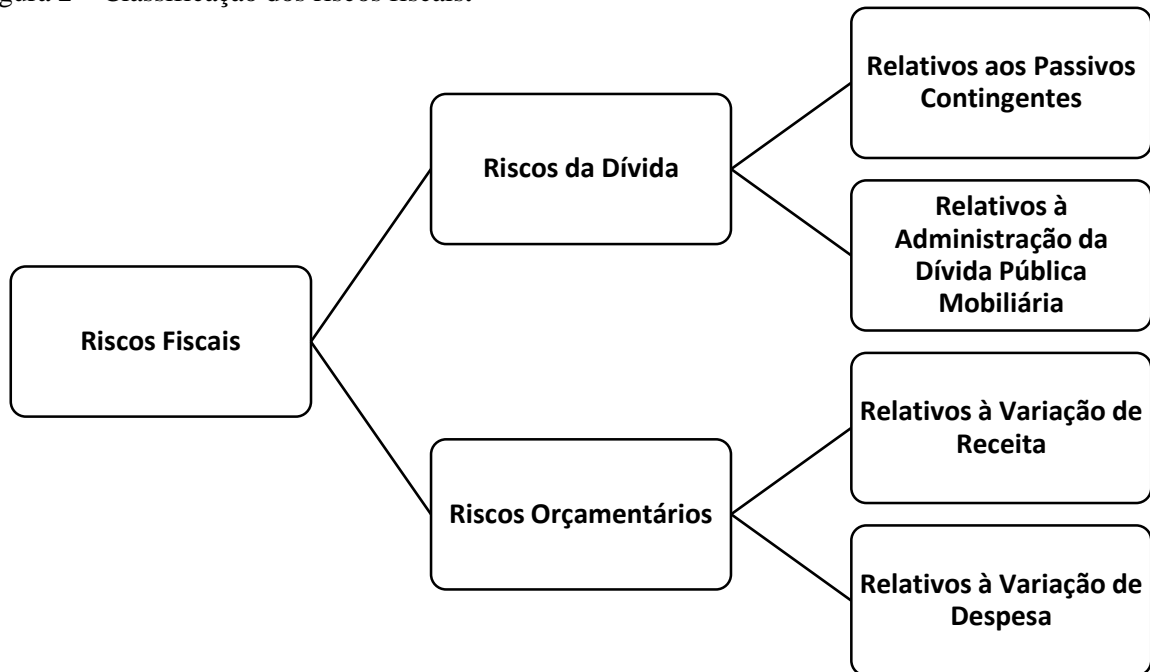 Relativos aos Passivos
Contingentes
Riscos da Dívida
Relativos à
Administração da
Dívida Pública
Mobiliária
Riscos Fiscais
Relativos à Variação de
Receita
Riscos Orçamentários
Relativos à Variação de
Despesa